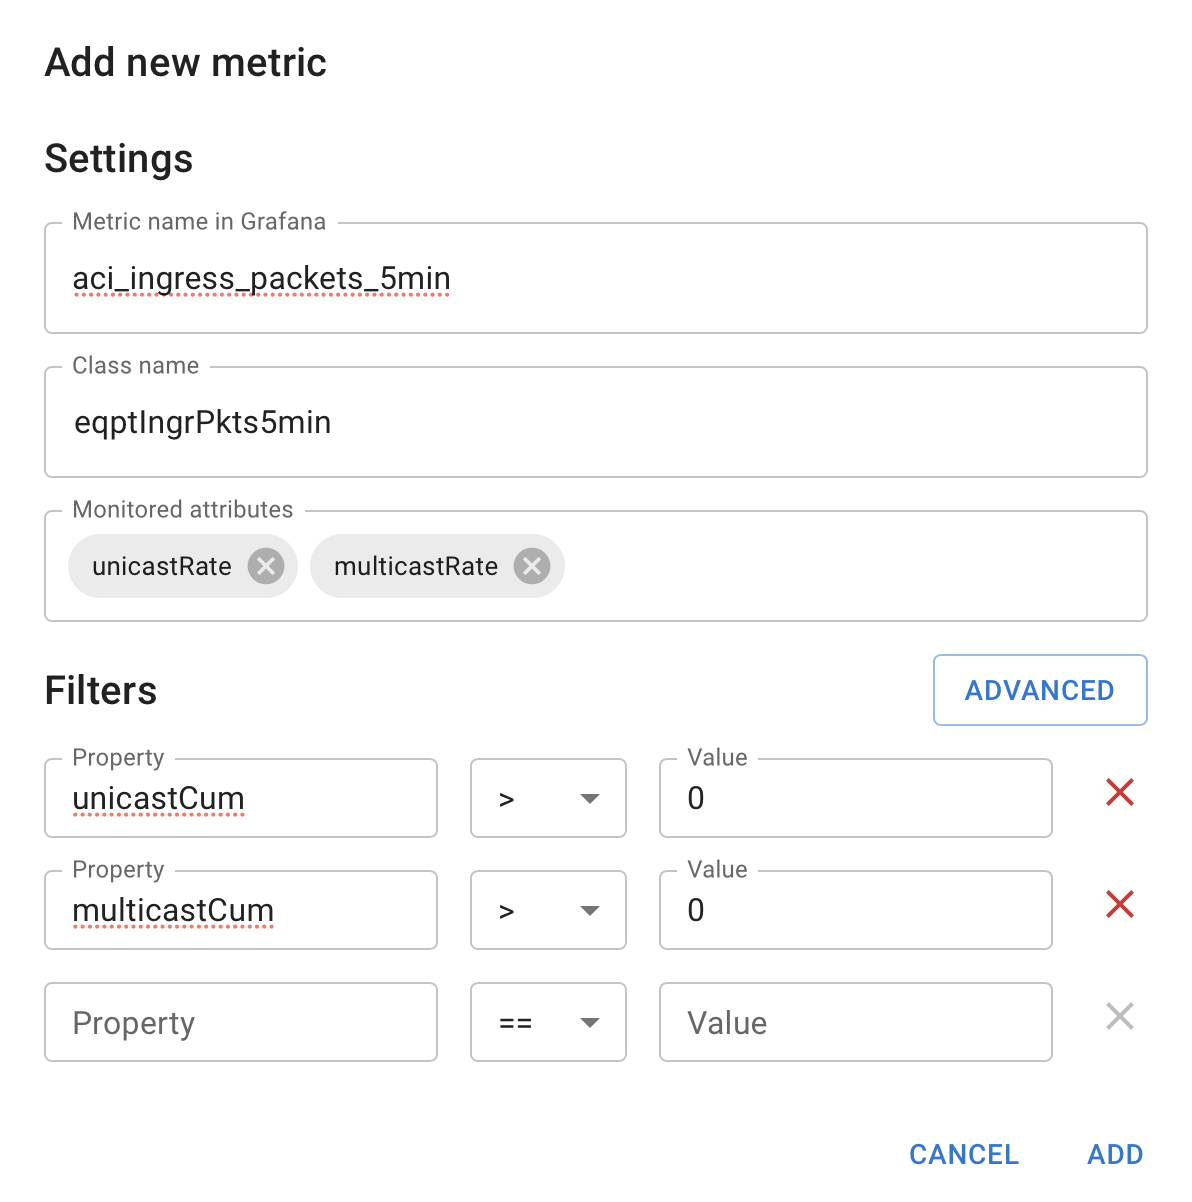 Add new metric
Settings
Metric name in Grafana
aci_ingress_packets_5min
Class name
eqptIngrPkts5min
Monitored attributes
unicastRate multicastRate
Filters ADVANCED
Property Value
unicastCum > 0
Property Value
multicastCum > 0
Property == Value
CANCEL ADD